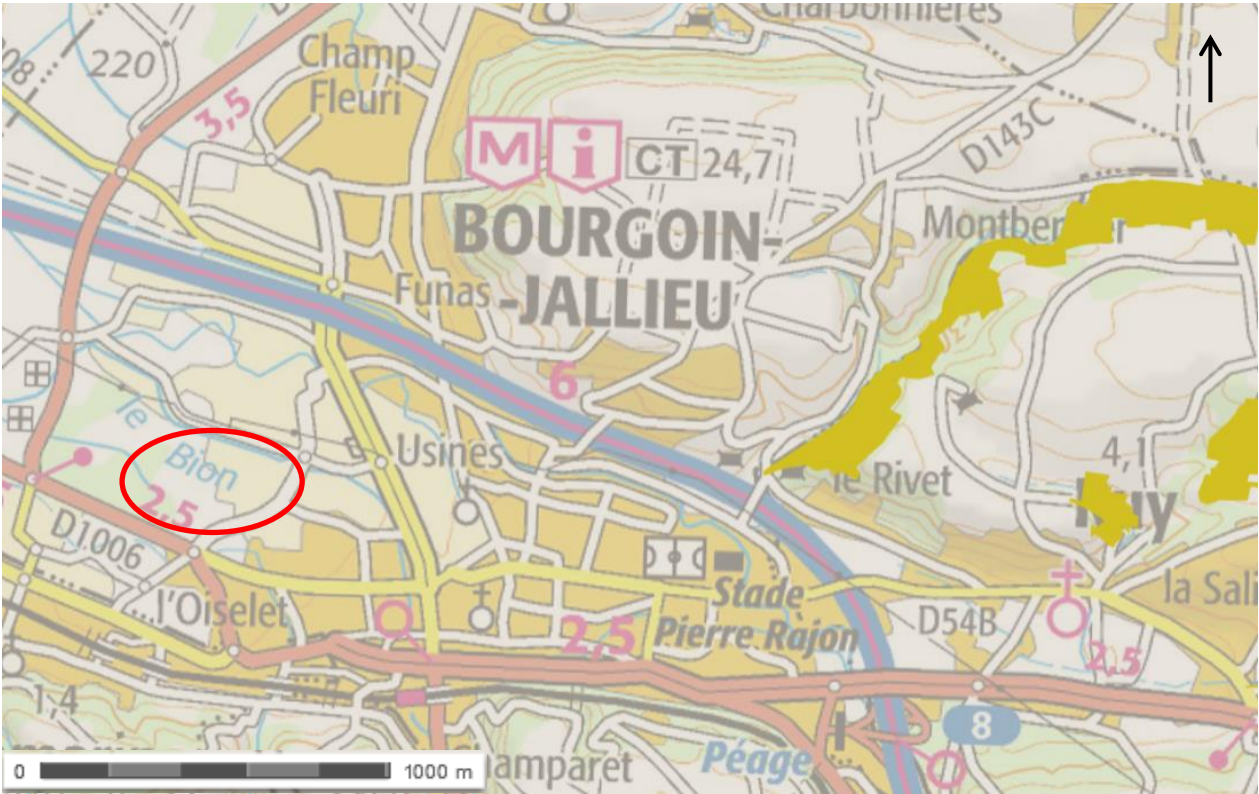 Charbonnières
Champ
Fleuri
08
220
3,5
M i CT 24,7
D143C
BOURGOIN-
-JALLIEU
Funas
6
le
Bion
2.5
Usines
le Rivet
4,1
D1006
l'Oiselet
Stade
Pierre Rajon
2,5
D54B
la Sali
2.5
1,4
8
Péage
0 1000 m